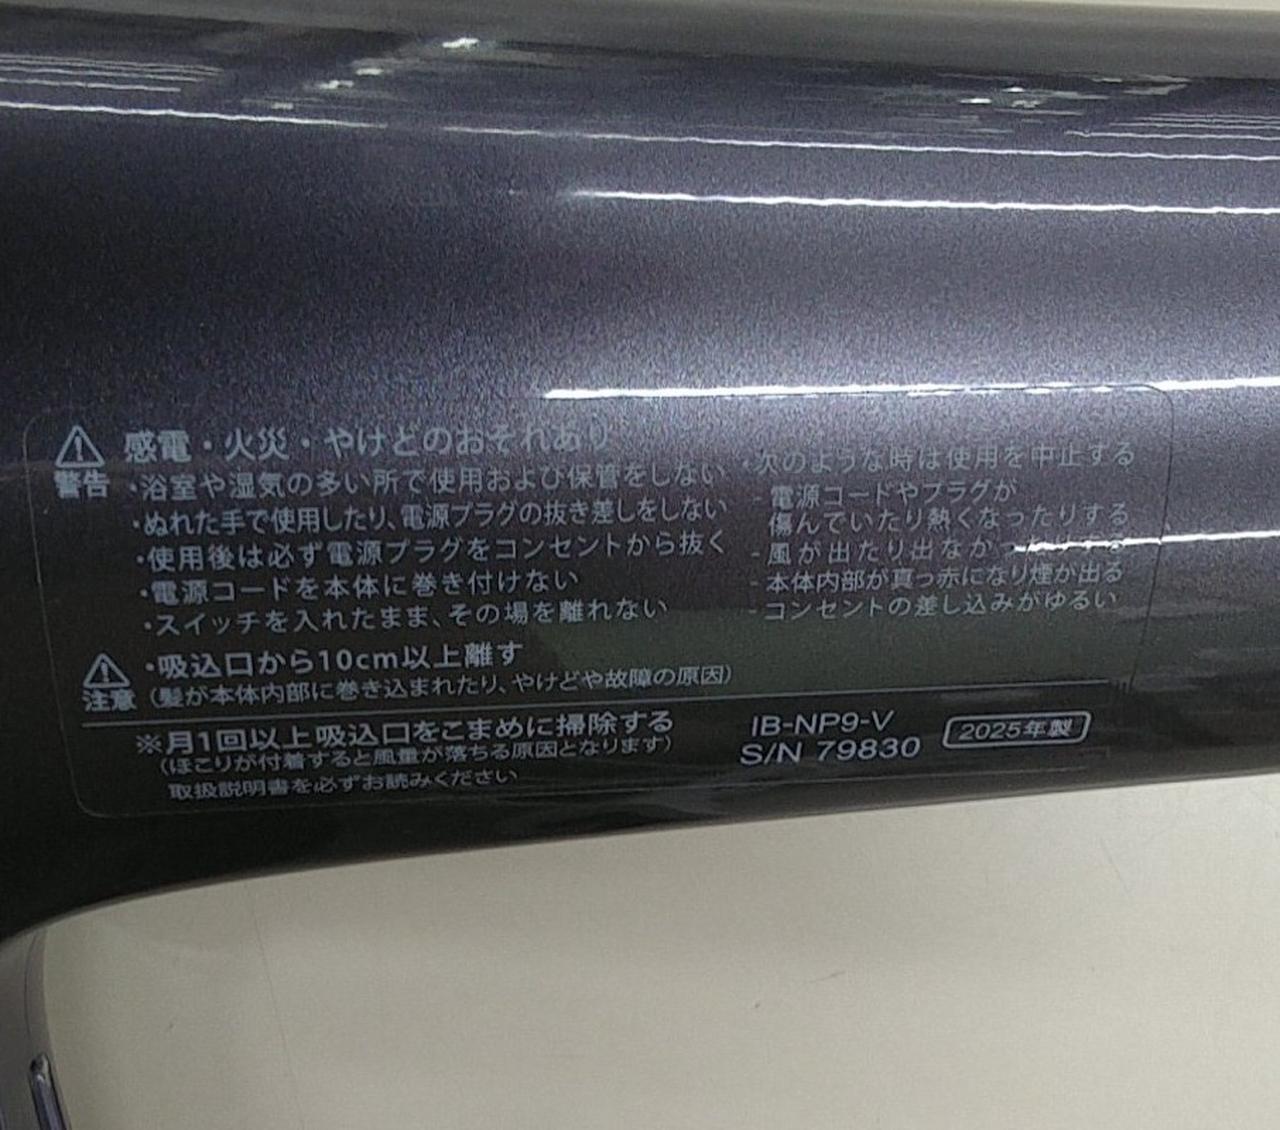 感電・火災・やけどのおそれあり
警告
・浴室や湿気の多い所で使用および保管をしない
・ぬれた手で使用したり、電源プラグの抜き差しをしない
・使用後は必ず電源プラグをコンセントから抜く
・電源コードを本体に巻き付けない
・スイッチを入れたまま、その場を離れない
・次のような時は使用を中止する
- 電源コードやプラグが
傷んでいたり熱くなったりする
- 風が出たり出なかったりする
- 本体内部が真っ赤になり煙が出る
- コンセントの差し込みがゆるい
・吸込口から10cm以上離す
注意
(髪が本体内部に巻き込まれたり、やけどや故障の原因)
※月1回以上吸込口をこまめに掃除する
(ほこりが付着すると風量が落ちる原因となります)
取扱説明書を必ずお読みください
IB-NP9-V
S/N 79830
2025年製